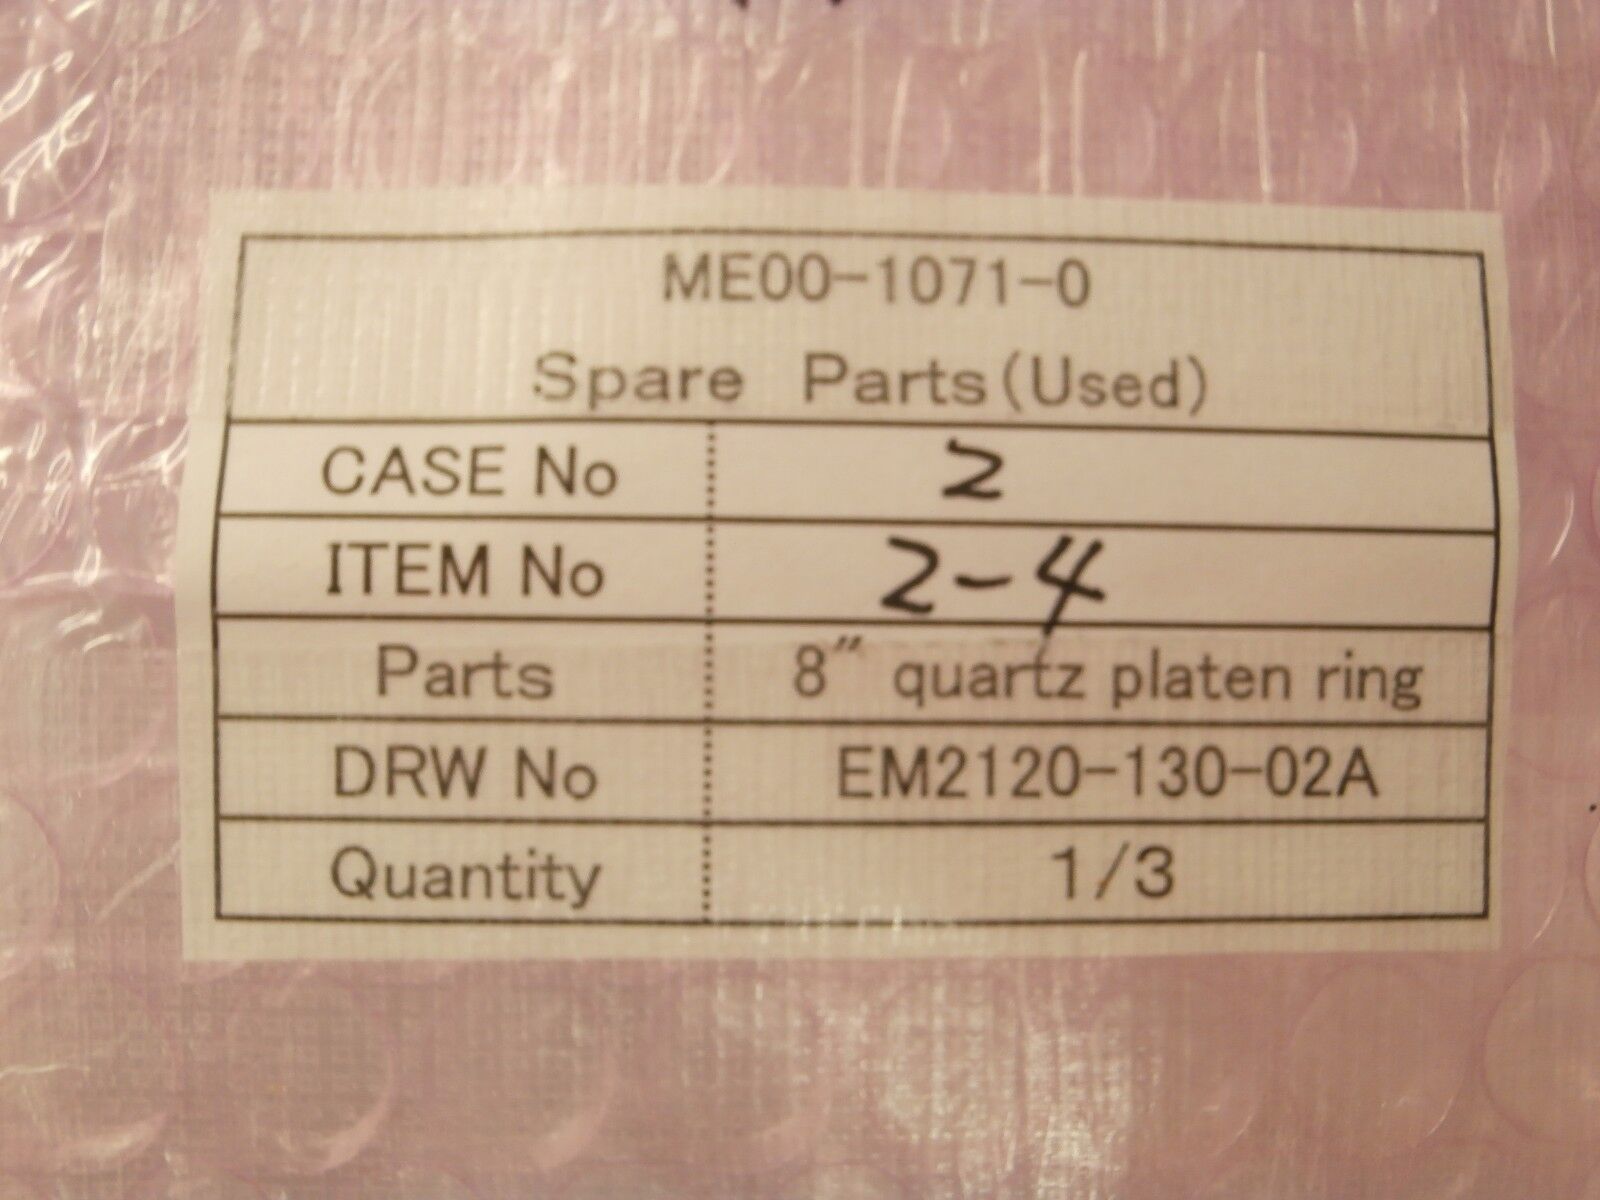 ME00-1071-0
Spare Parts(Used)
CASE No 2
ITEM No 2-4
Parts 8" quartz platen ring
DRW No EM2120-130-02A
Quantity 1/3